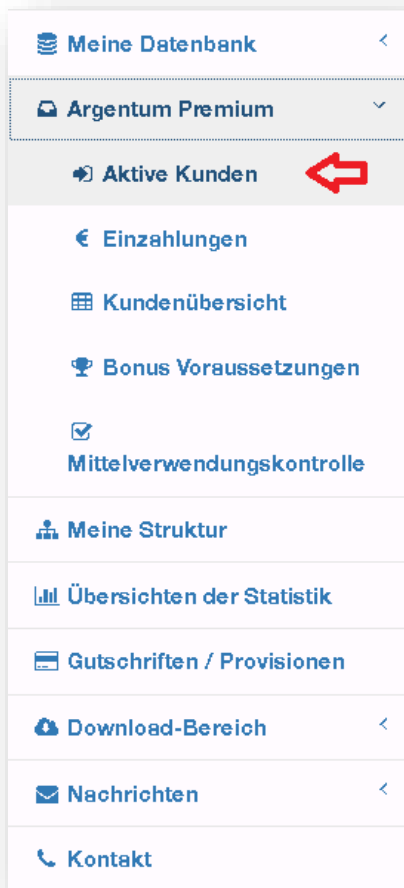 Meine Datenbank
Argentum Premium
Aktive Kunden
Einzahlungen
Kundenübersicht
Bonus Voraussetzungen
Mittelverwendungskontrolle
Meine Struktur
Übersichten der Statistik
Gutschriften / Provisionen
Download-Bereich
Nachrichten
Kontakt